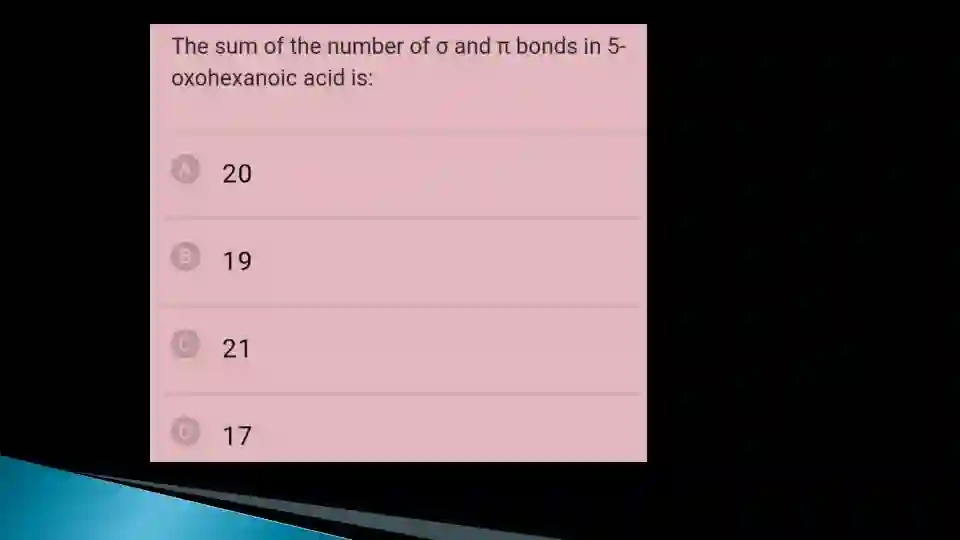 The sum of the number of σ and π bonds in 5-
oxohexanoic acid is:
A 20
B 19
C 21
D 17